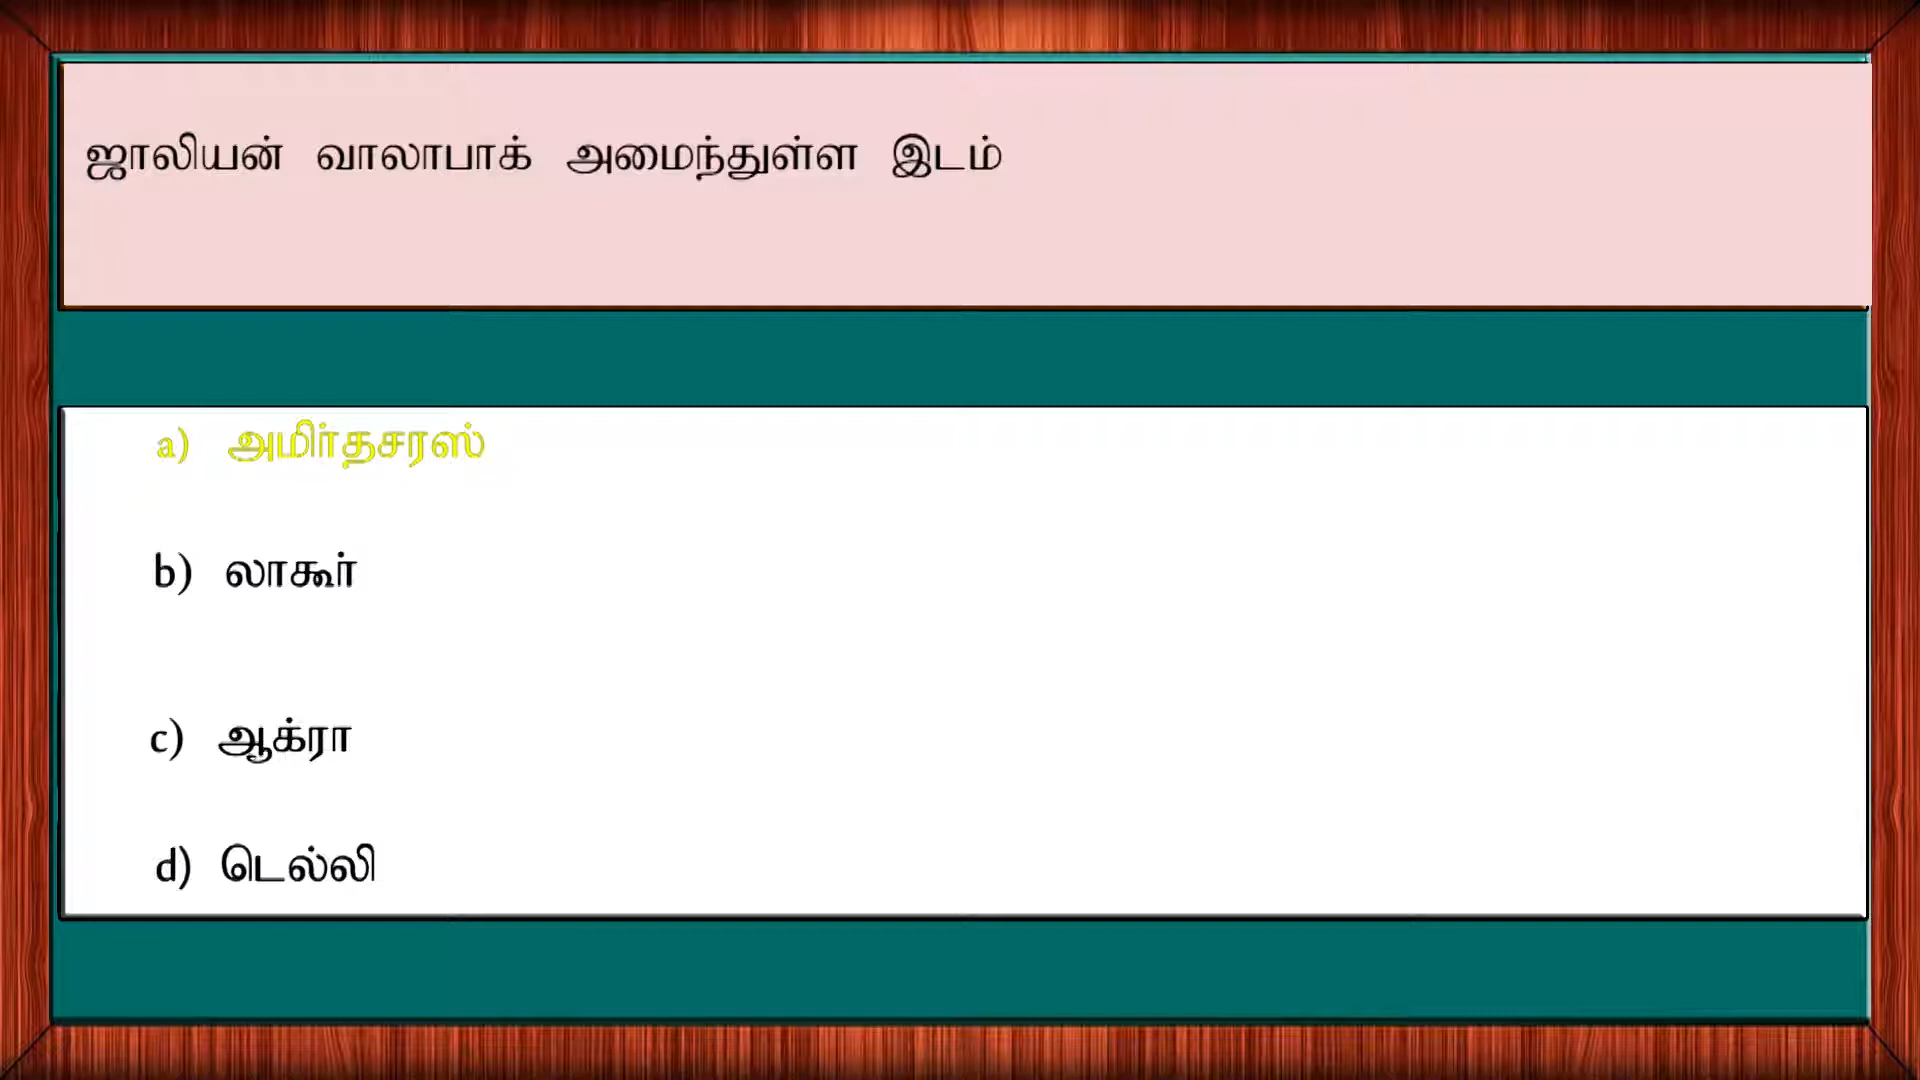 ஜாலியன் வாலாபாக் அமைந்துள்ள இடம்
a) அமிர்தசரஸ்
b) லாகூர்
c) ஆக்ரா
d) டெல்லி